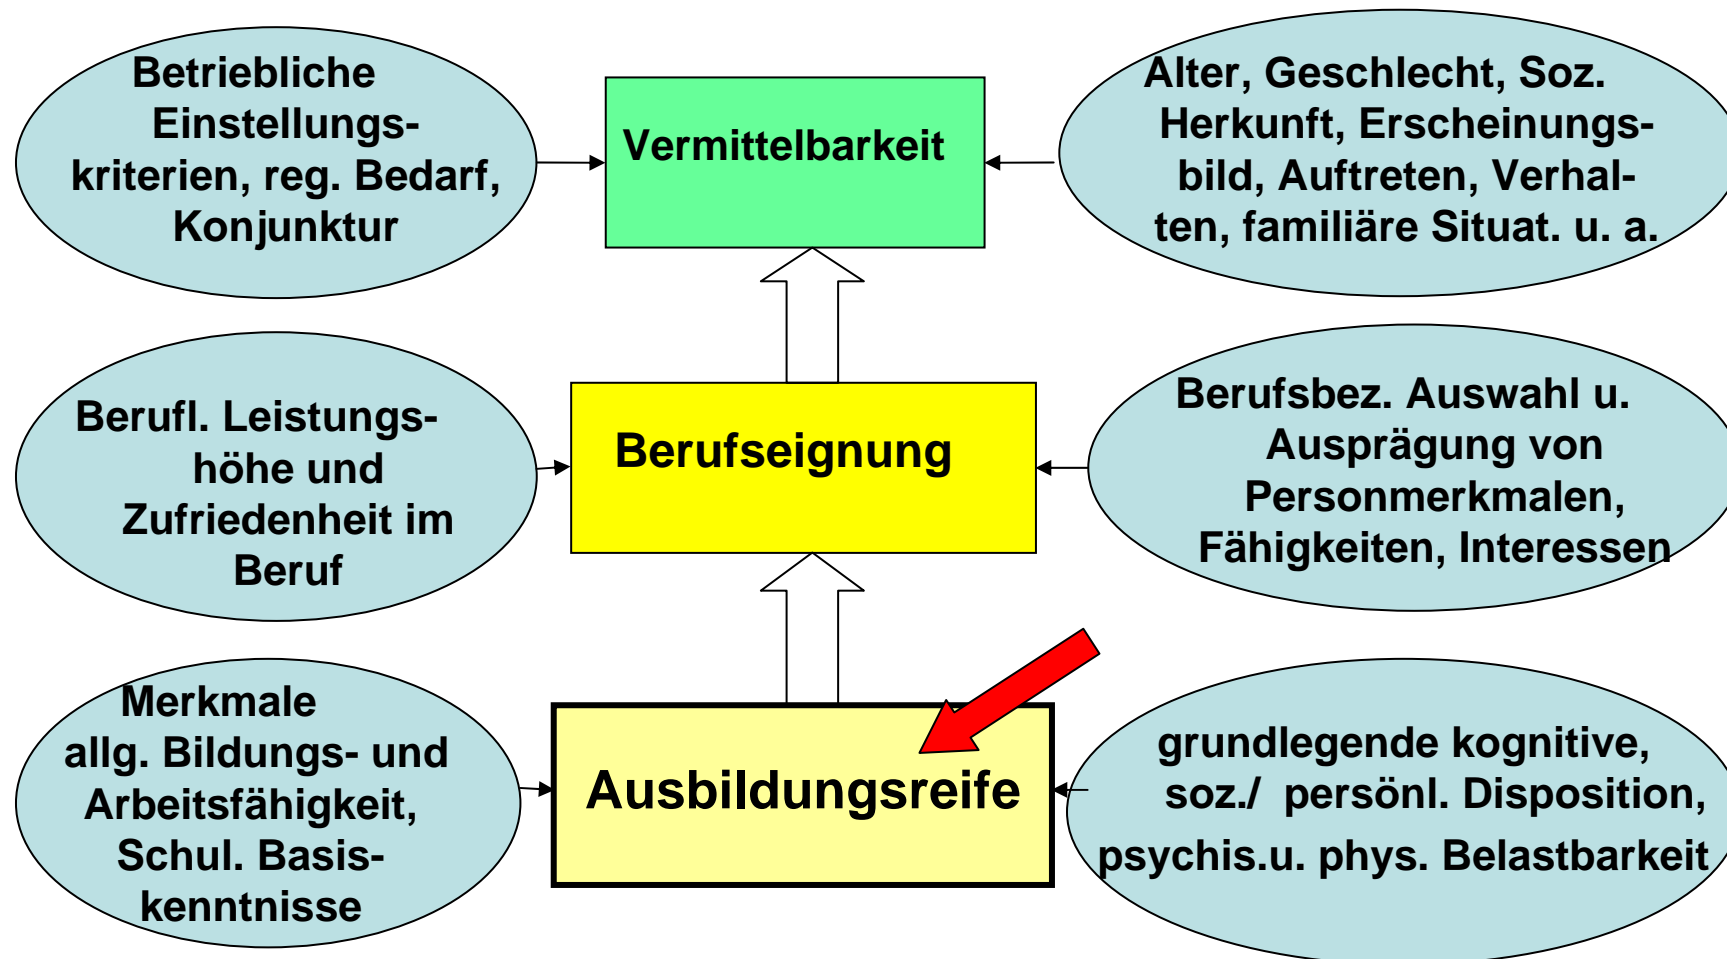 Betriebliche
Einstellungs-
kriterien, reg. Bedarf,
Konjunktur
Vermittelbarkeit
Alter, Geschlecht, Soz.
Herkunft, Erscheinungs-
bild, Auftreten, Verhal-
ten, familiäre Situat. u. a.
Berufl. Leistungs-
höhe und
Zufriedenheit im
Beruf
Berufseignung
Berufsbez. Auswahl u.
Ausprägung von
Personmerkmalen,
Fähigkeiten, Interessen
Merkmale
allg. Bildungs- und
Arbeitsfähigkeit,
Schul. Basis-
kenntnisse
Ausbildungsreife
grundlegende kognitive,
soz./ persönl. Disposition,
psychis.u. phys. Belastbarkeit